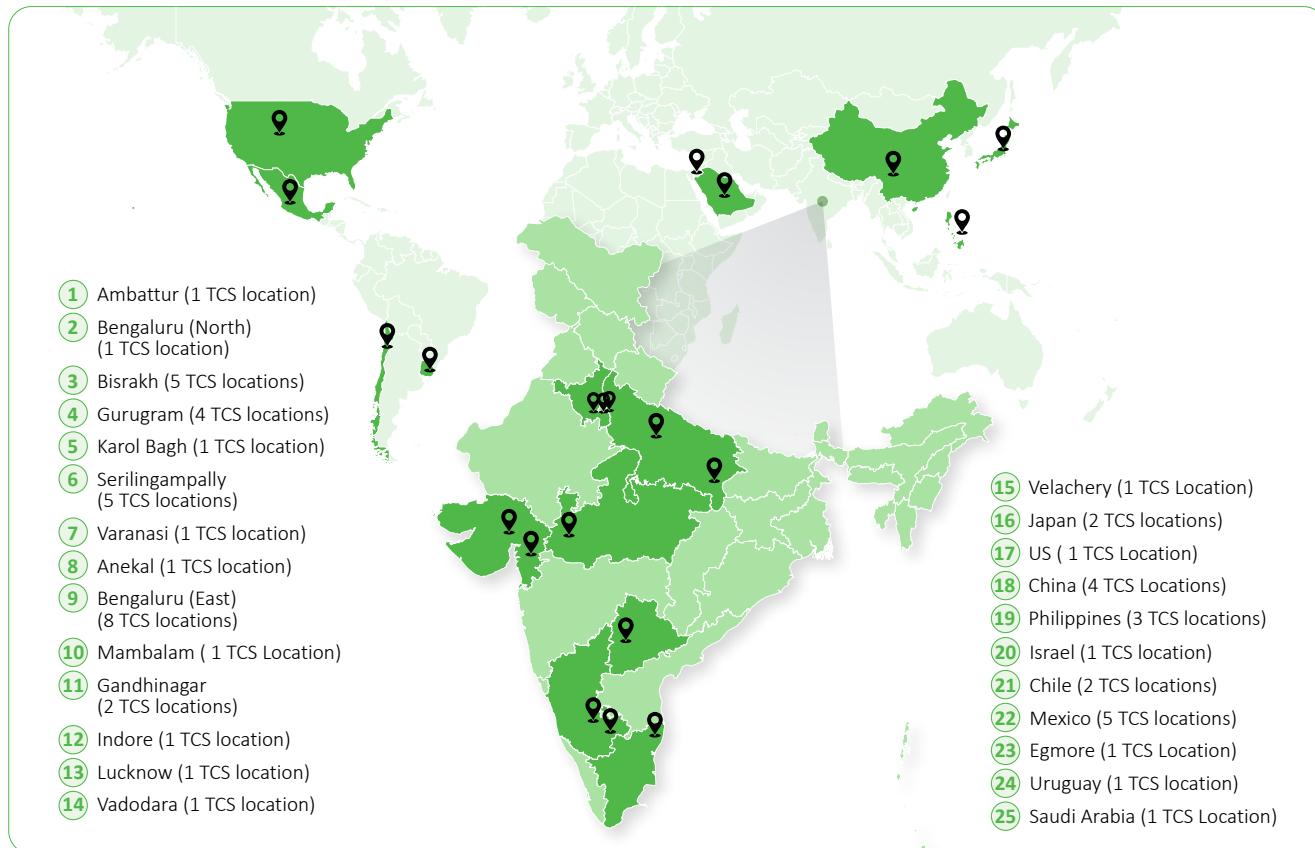 1 Ambattur (1 TCS location)
2 Bengaluru (North)
(1 TCS location)
3 Bisrakh (5 TCS locations)
4 Gurugram (4 TCS locations)
5 Karol Bagh (1 TCS location)
6 Serilingampally
(5 TCS locations)
7 Varanasi (1 TCS location)
8 Anekal (1 TCS location)
9 Bengaluru (East)
(8 TCS locations)
10 Mambalam ( 1 TCS Location)
11 Gandhinagar
(2 TCS locations)
12 Indore (1 TCS location)
13 Lucknow (1 TCS location)
14 Vadodara (1 TCS location)
15 Velachery (1 TCS Location)
16 Japan (2 TCS locations)
17 US ( 1 TCS Location)
18 China (4 TCS Locations)
19 Philippines (3 TCS locations)
20 Israel (1 TCS location)
21 Chile (2 TCS locations)
22 Mexico (5 TCS locations)
23 Egmore (1 TCS Location)
24 Uruguay (1 TCS location)
25 Saudi Arabia (1 TCS Location)